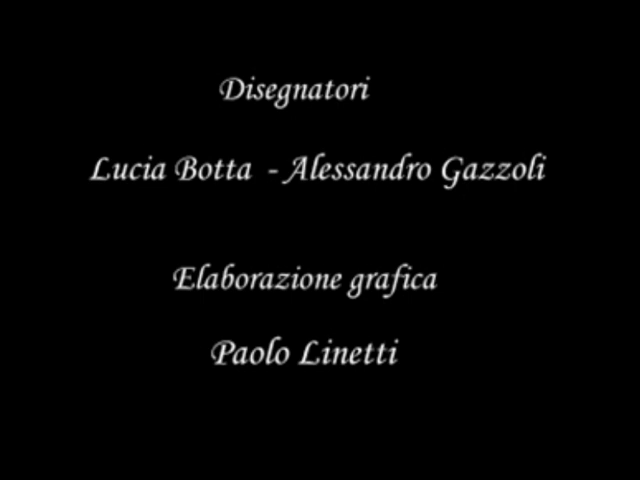 Disegnatori
Lucia Botta - Alessandro Gazzoli
Elaborazione grafica
Paolo Linetti